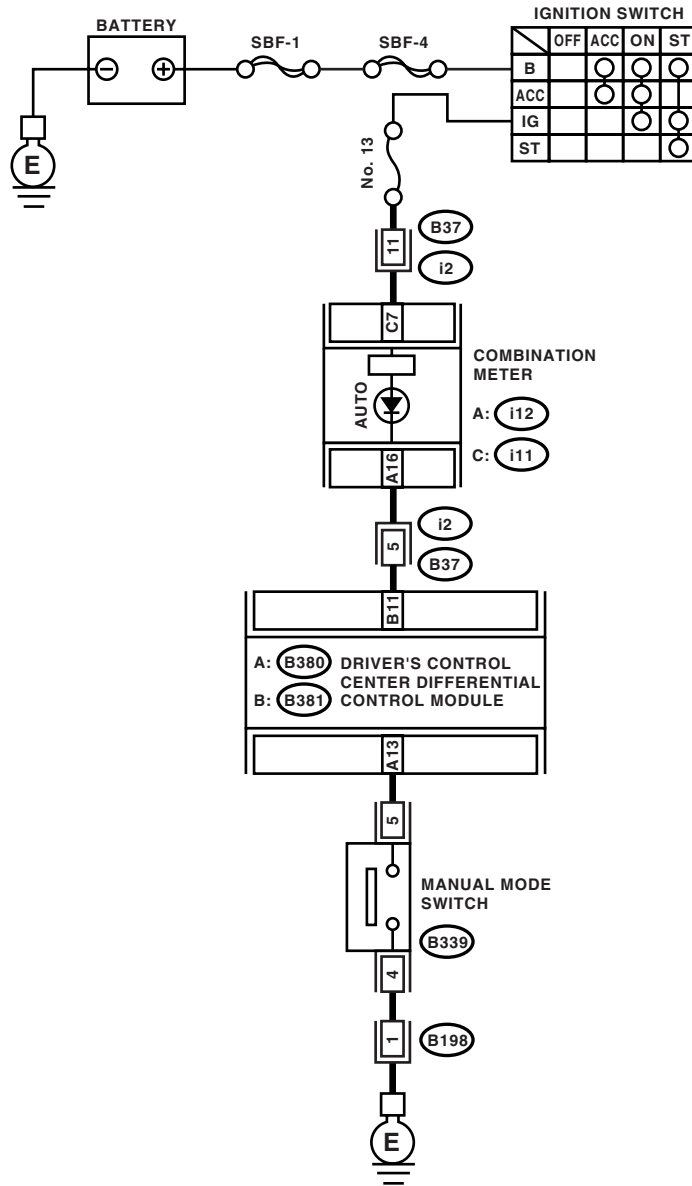 IGNITION SWITCH
BATTERY
SBF-1
SBF-4
OFF ACC ON ST
B
ACC
IG
ST
E
No. 13
11
B37
i2
C7
COMBINATION
METER
AUTO
A: i12
C: i11
A16
i2
5
B37
B11
A: B380 DRIVER'S CONTROL
CENTER DIFFERENTIAL
B: B381 CONTROL MODULE
A13
5
MANUAL MODE
SWITCH
B339
4
1
B198
E